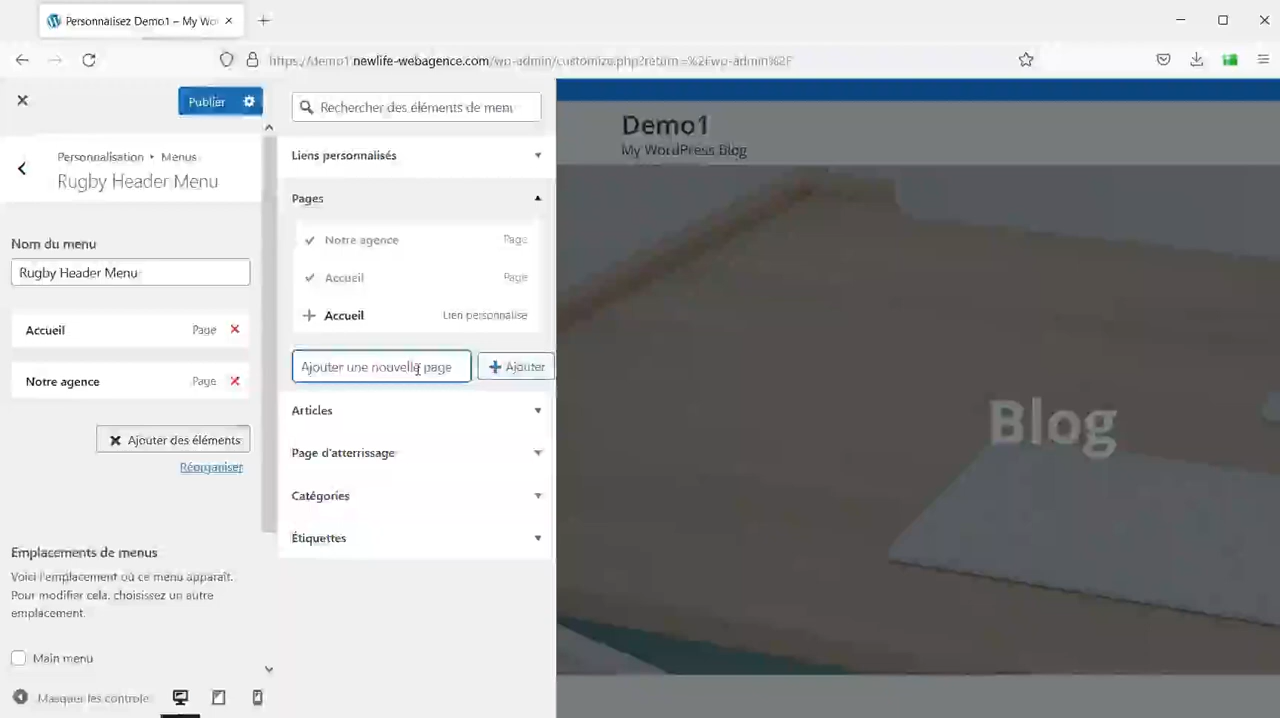 Personnalisez Demo1 – My Wo
https://demo1.newlife-webagence.com/wp-admin/customize.php?return=%2Fwp-admin%2F
Publier
Personnalisation ▸ Menus
Rugby Header Menu
Nom du menu
Rugby Header Menu
Accueil Page
Notre agence Page
Ajouter des éléments
Réorganiser
Emplacements de menus
Voici l'emplacement où ce menu apparaît.
Pour modifier cela, choisissez un autre
emplacement.
Main menu
Masquer les contrôle
Rechercher des éléments de menu
Liens personnalisés
Pages
Notre agence Page
Accueil Page
Accueil Lien personnalisé
Ajouter une nouvelle page
Ajouter
Articles
Page d'atterrissage
Catégories
Étiquettes
Demo1
My WordPress Blog
Blog